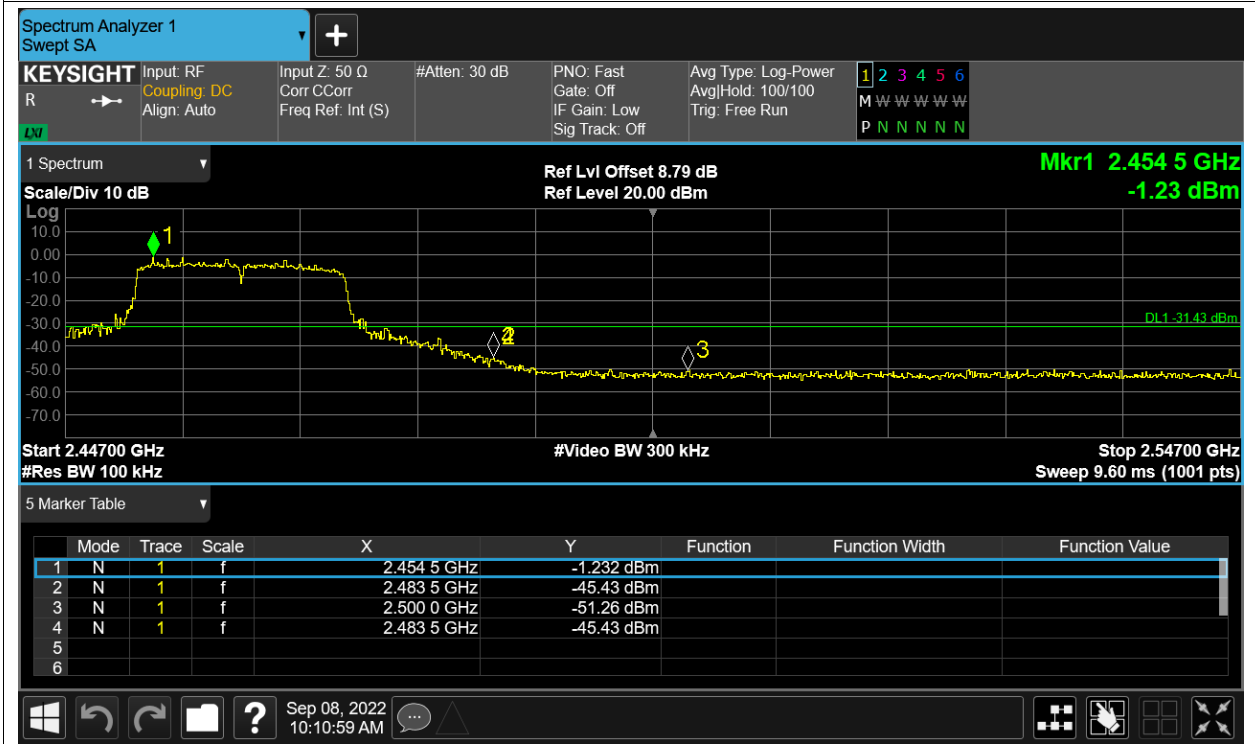 Spectrum Analyzer 1
Swept SA
KEYSIGHT Input: RF Input Z: 50 Ω #Atten: 30 dB PNO: Fast Avg Type: Log-Power 1 2 3 4 5 6
R Coupling: DC Corr CCorr Gate: Off Avg|Hold: 100/100 M W W W W W
Align: Auto Freq Ref: Int (S) IF Gain: Low Trig: Free Run
LXI Sig Track: Off P N N N N N
1 Spectrum Ref Lvl Offset 8.79 dB Mkr1 2.454 5 GHz
Scale/Div 10 dB Ref Level 20.00 dBm -1.23 dBm
Log
10.0
1
0.00
-10.0
-20.0
-30.0
DL1 -31.43 dBm
-40.0
2
3
-50.0
-60.0
-70.0
Start 2.44700 GHz #Video BW 300 kHz Stop 2.54700 GHz
#Res BW 100 kHz Sweep 9.60 ms (1001 pts)
5 Marker Table
Mode Trace Scale X Y Function Function Width Function Value
1 N 1 f 2.454 5 GHz -1.232 dBm
2 N 1 f 2.483 5 GHz -45.43 dBm
3 N 1 f 2.500 0 GHz -51.26 dBm
4 N 1 f 2.483 5 GHz -45.43 dBm
5
6
? Sep 08, 2022
10:10:59 AM